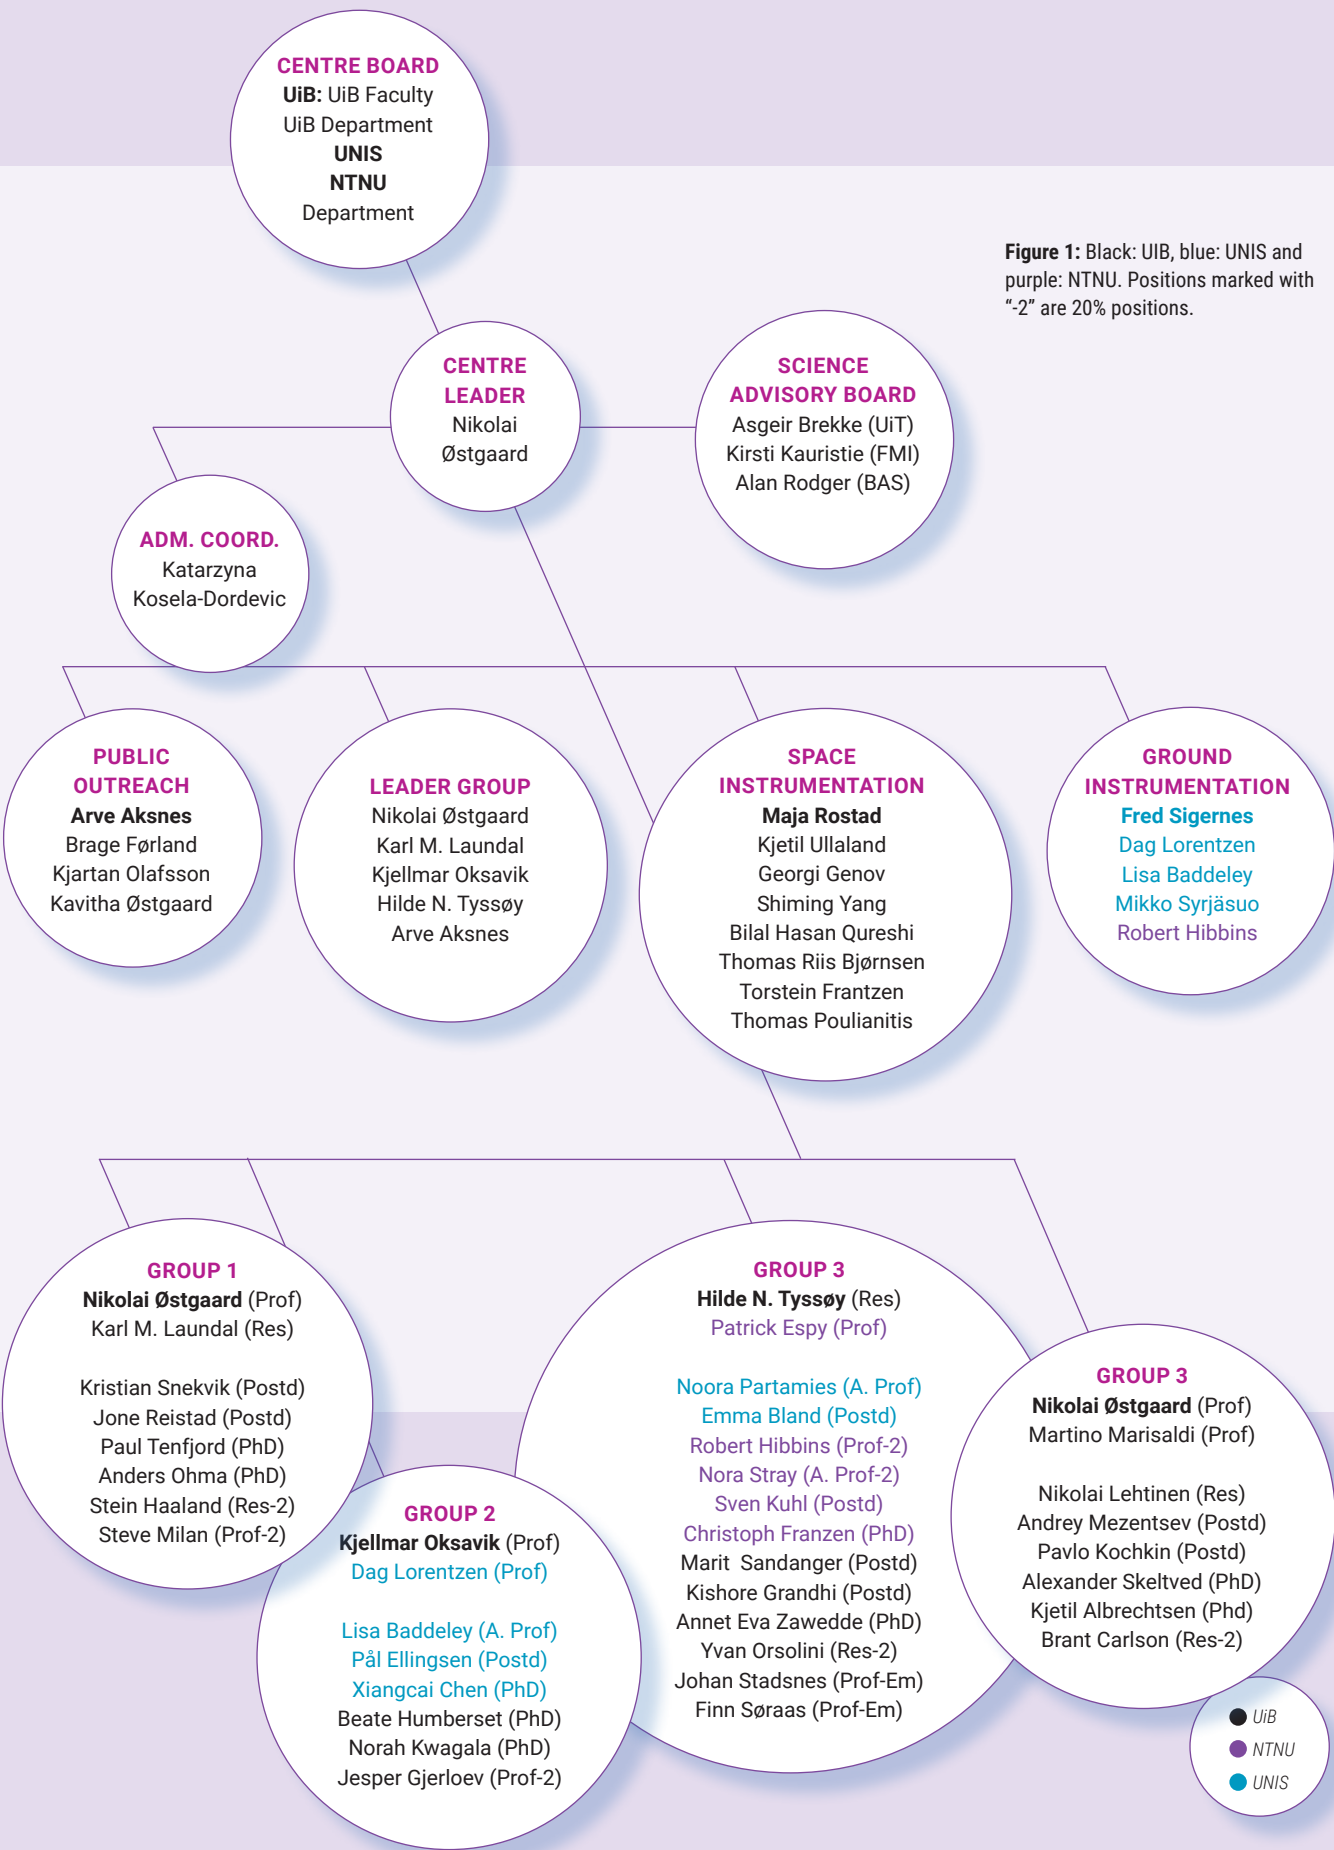 CENTRE BOARD
UiB: UiB Faculty
UiB Department
UNIS
NTNU
Department
Figure 1: Black: UIB, blue: UNIS and
purple: NTNU. Positions marked with
“-2” are 20% positions.
CENTRE
LEADER
Nikolai
Østgaard
SCIENCE
ADVISORY BOARD
Asgeir Brekke (UiT)
Kirsti Kauristie (FMI)
Alan Rodger (BAS)
ADM. COORD.
Katarzyna
Kosela-Dordevic
PUBLIC
OUTREACH
Arve Aksnes
Brage Førland
Kjartan Olafsson
Kavitha Østgaard
LEADER GROUP
Nikolai Østgaard
Karl M. Laundal
Kjellmar Oksavik
Hilde N. Tyssøy
Arve Aksnes
SPACE
INSTRUMENTATION
Maja Rostad
Kjetil Ullaland
Georgi Genov
Shiming Yang
Bilal Hasan Qureshi
Thomas Riis Bjørnsen
Torstein Frantzen
Thomas Poulianitis
GROUND
INSTRUMENTATION
Fred Sigernes
Dag Lorentzen
Lisa Baddeley
Mikko Syrjäsuo
Robert Hibbins
GROUP 1
Nikolai Østgaard (Prof)
Karl M. Laundal (Res)
Kristian Snekvik (Postd)
Jone Reistad (Postd)
Paul Tenfjord (PhD)
Anders Ohma (PhD)
Stein Haaland (Res-2)
Steve Milan (Prof-2)
GROUP 2
Kjellmar Oksavik (Prof)
Dag Lorentzen (Prof)
Lisa Baddeley (A. Prof)
Pål Ellingsen (Postd)
Xiangcai Chen (PhD)
Beate Humberset (PhD)
Norah Kwagala (PhD)
Jesper Gjerloev (Prof-2)
GROUP 3
Hilde N. Tyssøy (Res)
Patrick Espy (Prof)
Noora Partamies (A. Prof)
Emma Bland (Postd)
Robert Hibbins (Prof-2)
Nora Stray (A. Prof-2)
Sven Kuhl (Postd)
Christoph Franzen (PhD)
Marit Sandanger (Postd)
Kishore Grandhi (Postd)
Annet Eva Zawedde (PhD)
Yvan Orsolini (Res-2)
Johan Stadsnes (Prof-Em)
Finn Søraas (Prof-Em)
GROUP 3
Nikolai Østgaard (Prof)
Martino Marisaldi (Prof)
Nikolai Lehtinen (Res)
Andrey Mezentsev (Postd)
Pavlo Kochkin (Postd)
Alexander Skeltved (PhD)
Kjetil Albrechtsen (Phd)
Brant Carlson (Res-2)
UiB
NTNU
UNIS